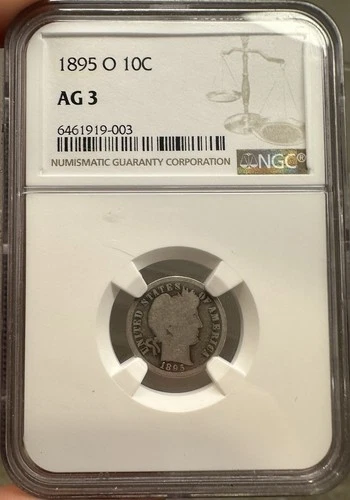 1895 O 10C
AG 3
6461919-003
NUMISMATIC GUARANTY CORPORATION
NGC®
UNITED STATES OF AMERICA
1895